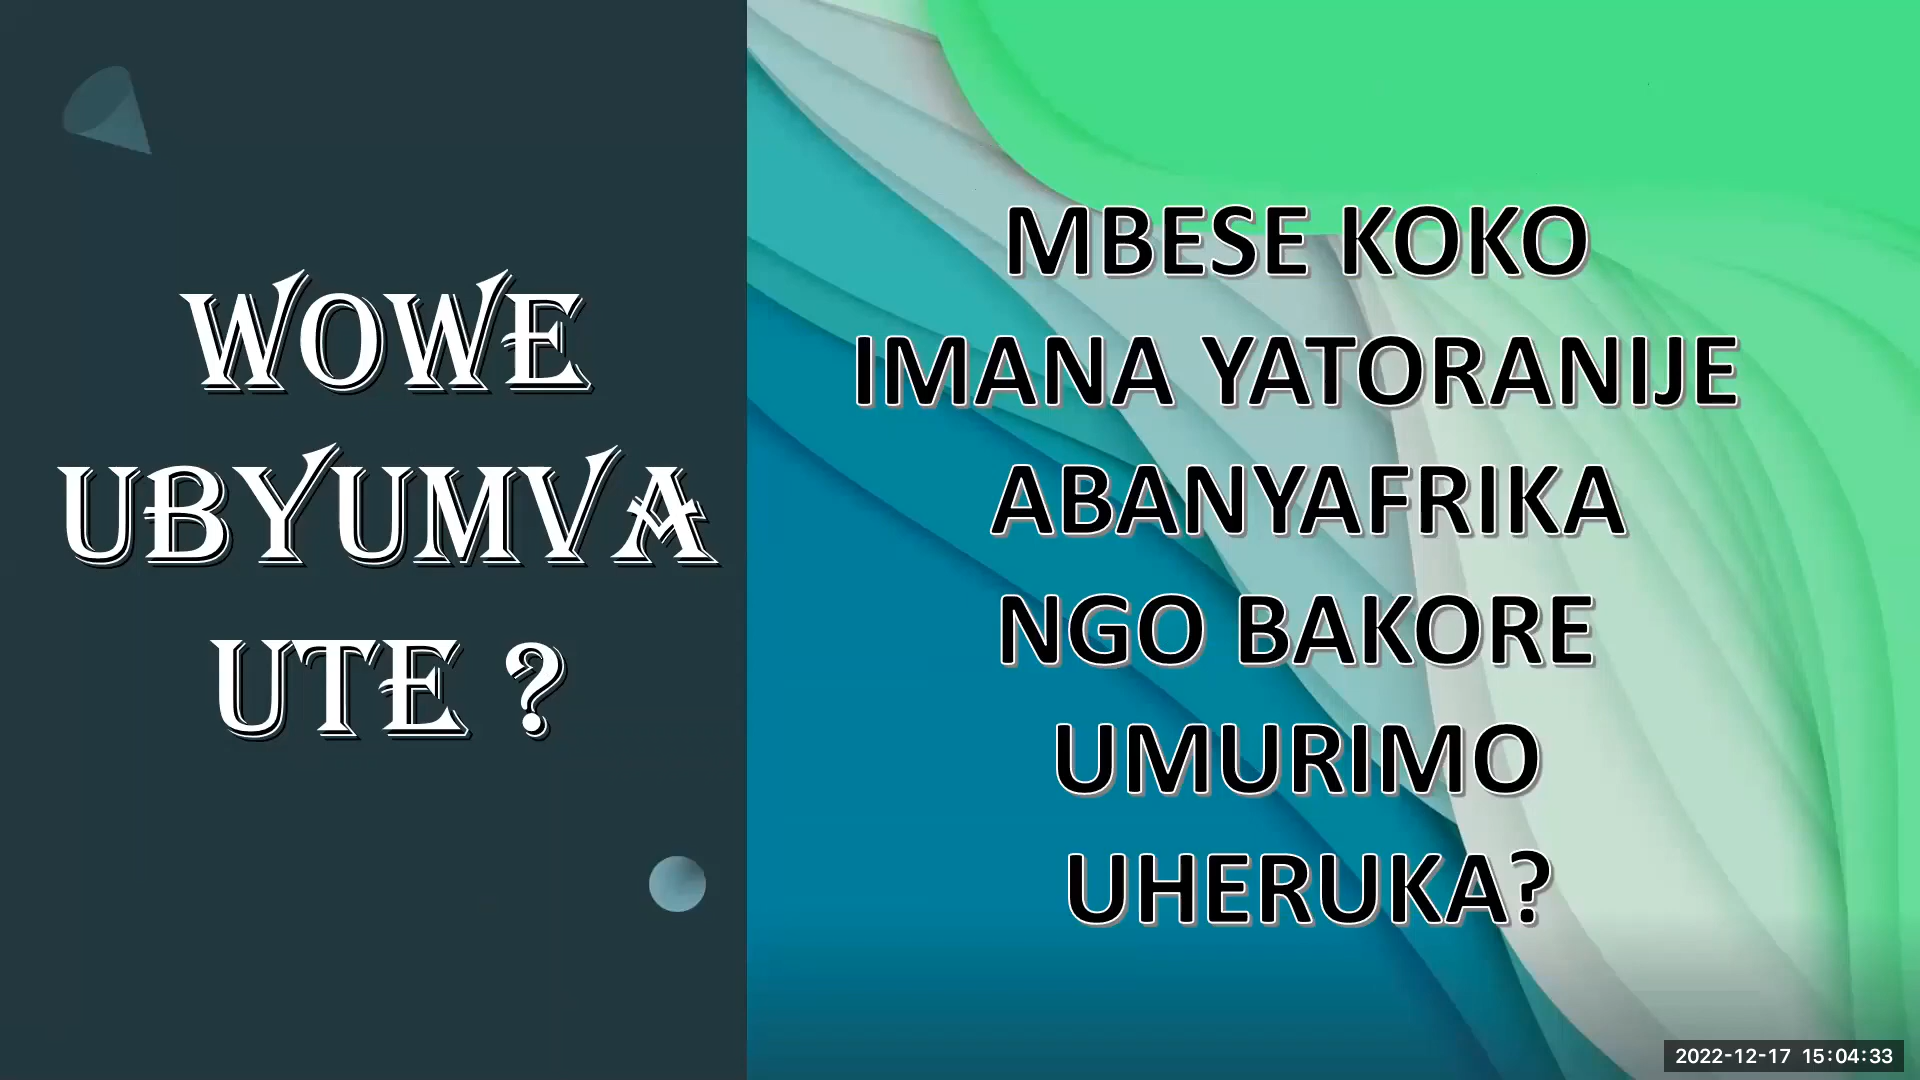 WOWE
UBYUMVA
UTE ?
MBESE KOKO
IMANA YATORANIJE
ABANYAFRIKA
NGO BAKORE
UMURIMO
UHERUKA?
2022-12-17 15:04:33